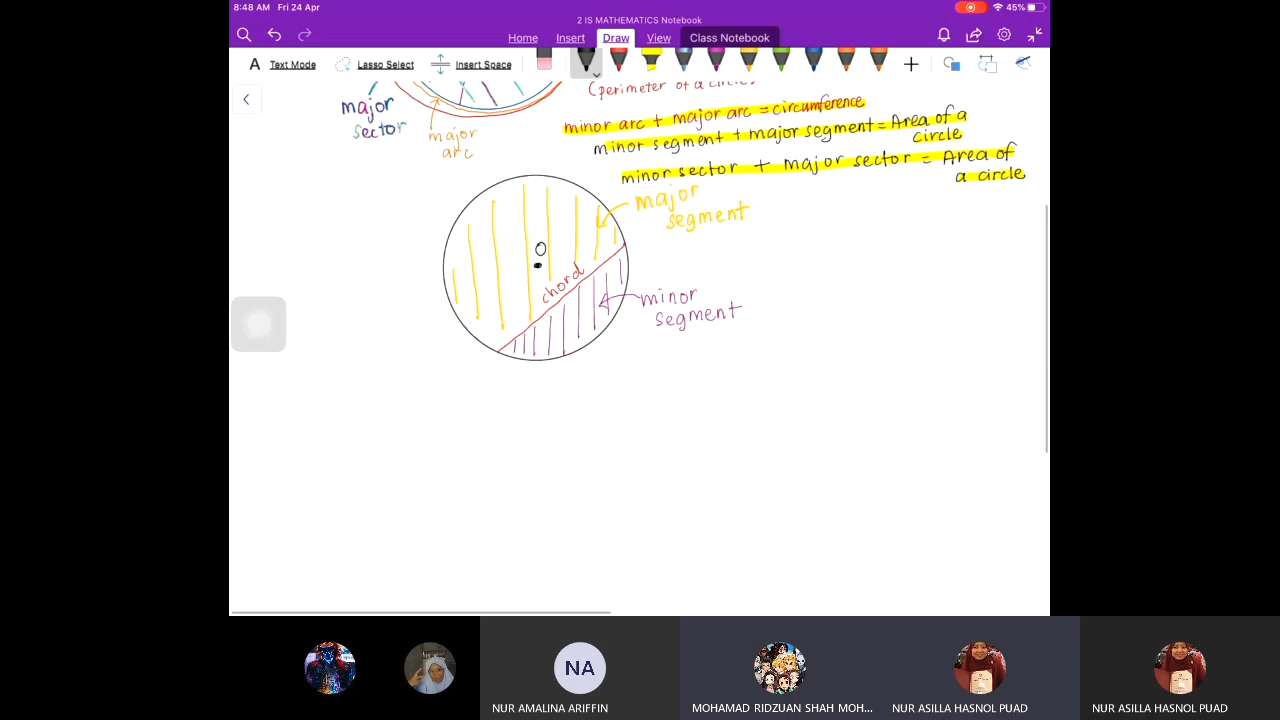 8:48 AM Fri 24 Apr
45%
2 IS MATHEMATICS Notebook
Home Insert Draw View Class Notebook
A Text Mode Lasso Select Insert Space
(perimeter of a circle
major
sector
major
arc
minor arc + major arc = circumference
minor segment + major segment = Area of a
circle
minor sector + major sector = Area of
a circle
major
segment
O
chord
minor
segment
NA
NUR AMALINA ARIFFIN
MOHAMAD RIDZUAN SHAH MOH...
NUR ASILLA HASNOL PUAD
NUR ASILLA HASNOL PUAD